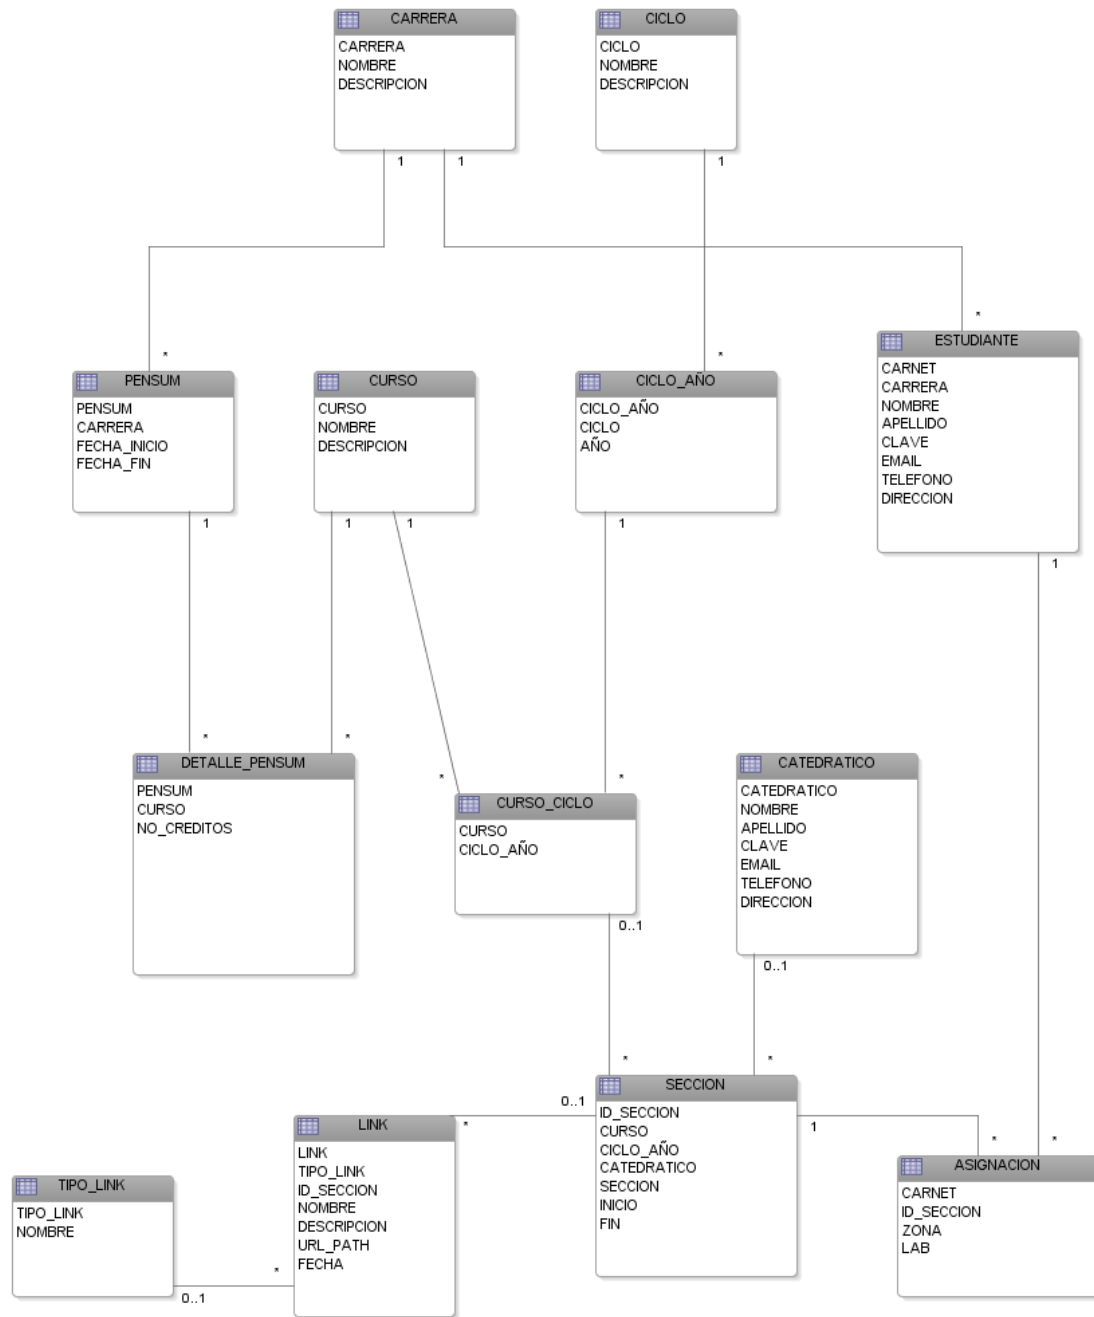 CARRERA
CARRERA
NOMBRE
DESCRIPCION
1
1
CICLO
CICLO
NOMBRE
DESCRIPCION
1
*
PENSUM
PENSUM
CARRERA
FECHA_INICIO
FECHA_FIN
1
CURSO
CURSO
NOMBRE
DESCRIPCION
1
1
*
CICLO_AÑO
CICLO_AÑO
CICLO
AÑO
1
*
ESTUDIANTE
CARNET
CARRERA
NOMBRE
APELLIDO
CLAVE
EMAIL
TELEFONO
DIRECCION
1
*
*
DETALLE_PENSUM
PENSUM
CURSO
NO_CREDITOS
*
*
CURSO_CICLO
CURSO
CICLO_AÑO
0..1
CATEDRATICO
CATEDRATICO
NOMBRE
APELLIDO
CLAVE
EMAIL
TELEFONO
DIRECCION
0..1
*
*
SECCION
ID_SECCION
CURSO
CICLO_AÑO
CATEDRATICO
SECCION
INICIO
FIN
0..1
1
*
LINK
LINK
TIPO_LINK
ID_SECCION
NOMBRE
DESCRIPCION
URL_PATH
FECHA
*
TIPO_LINK
TIPO_LINK
NOMBRE
0..1
*
*
ASIGNACION
CARNET
ID_SECCION
ZONA
LAB